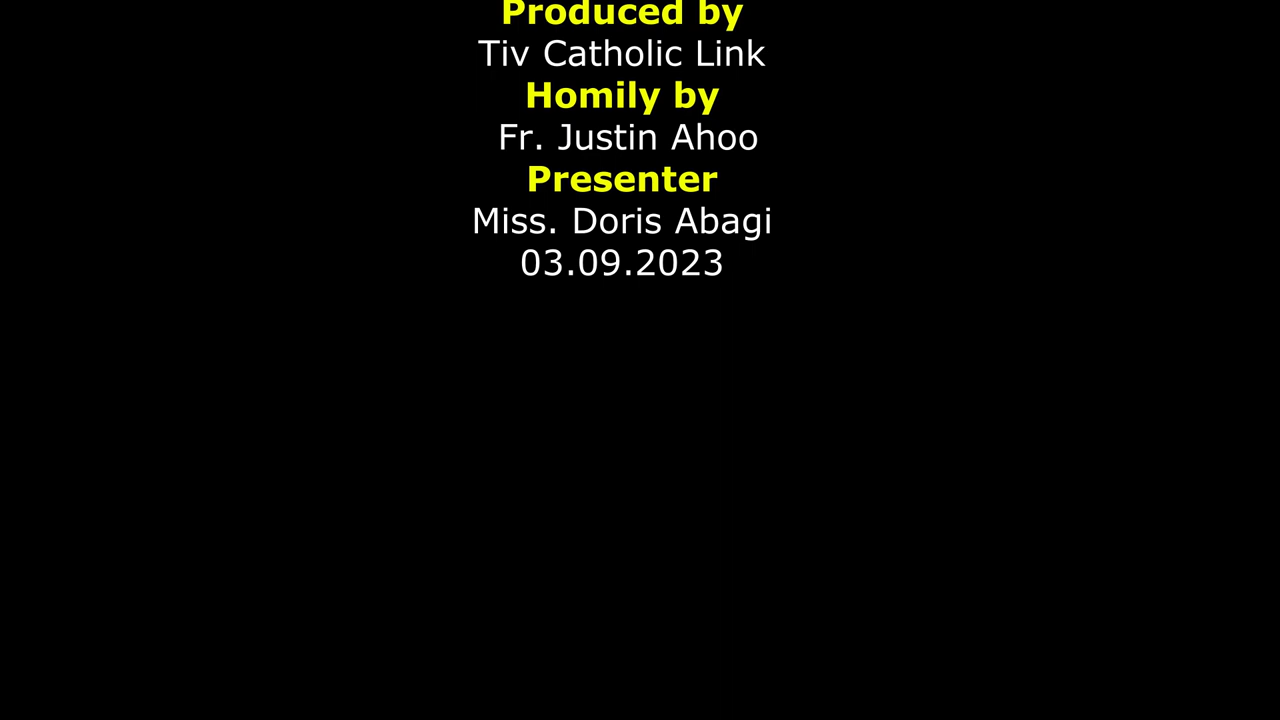 Produced by
Tiv Catholic Link
Homily by
Fr. Justin Ahoo
Presenter
Miss. Doris Abagi
03.09.2023